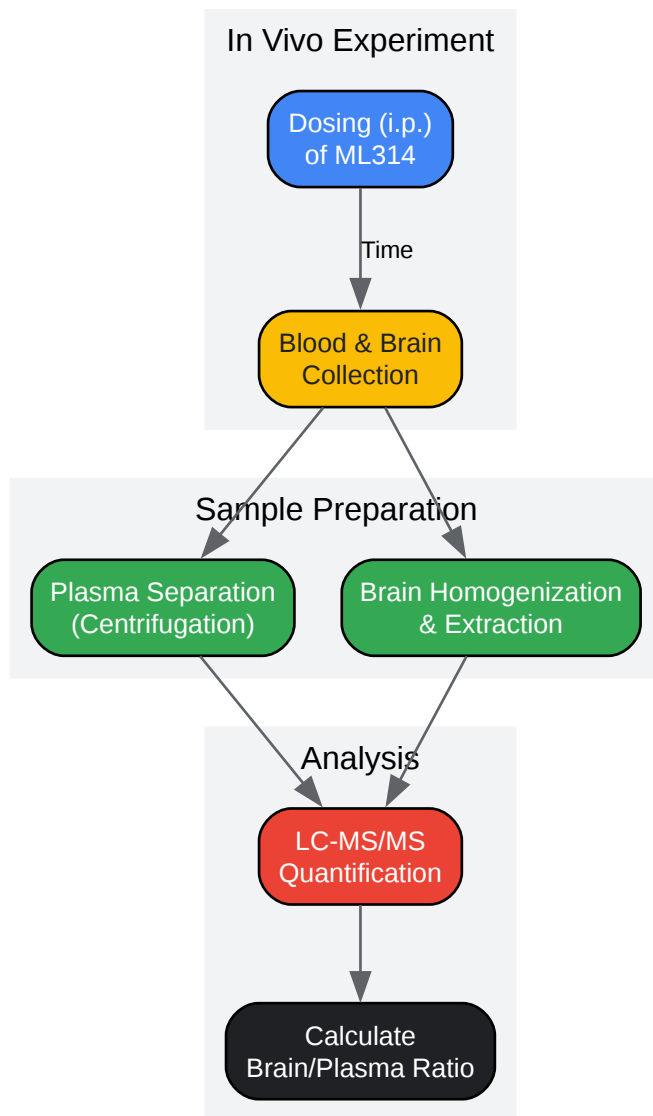 In Vivo Experiment
Dosing (i.p.)
of ML314
Time
Blood & Brain
Collection
Sample Preparation
Plasma Separation
(Centrifugation)
Brain Homogenization
& Extraction
Analysis
LC-MS/MS
Quantification
Calculate
Brain/Plasma Ratio